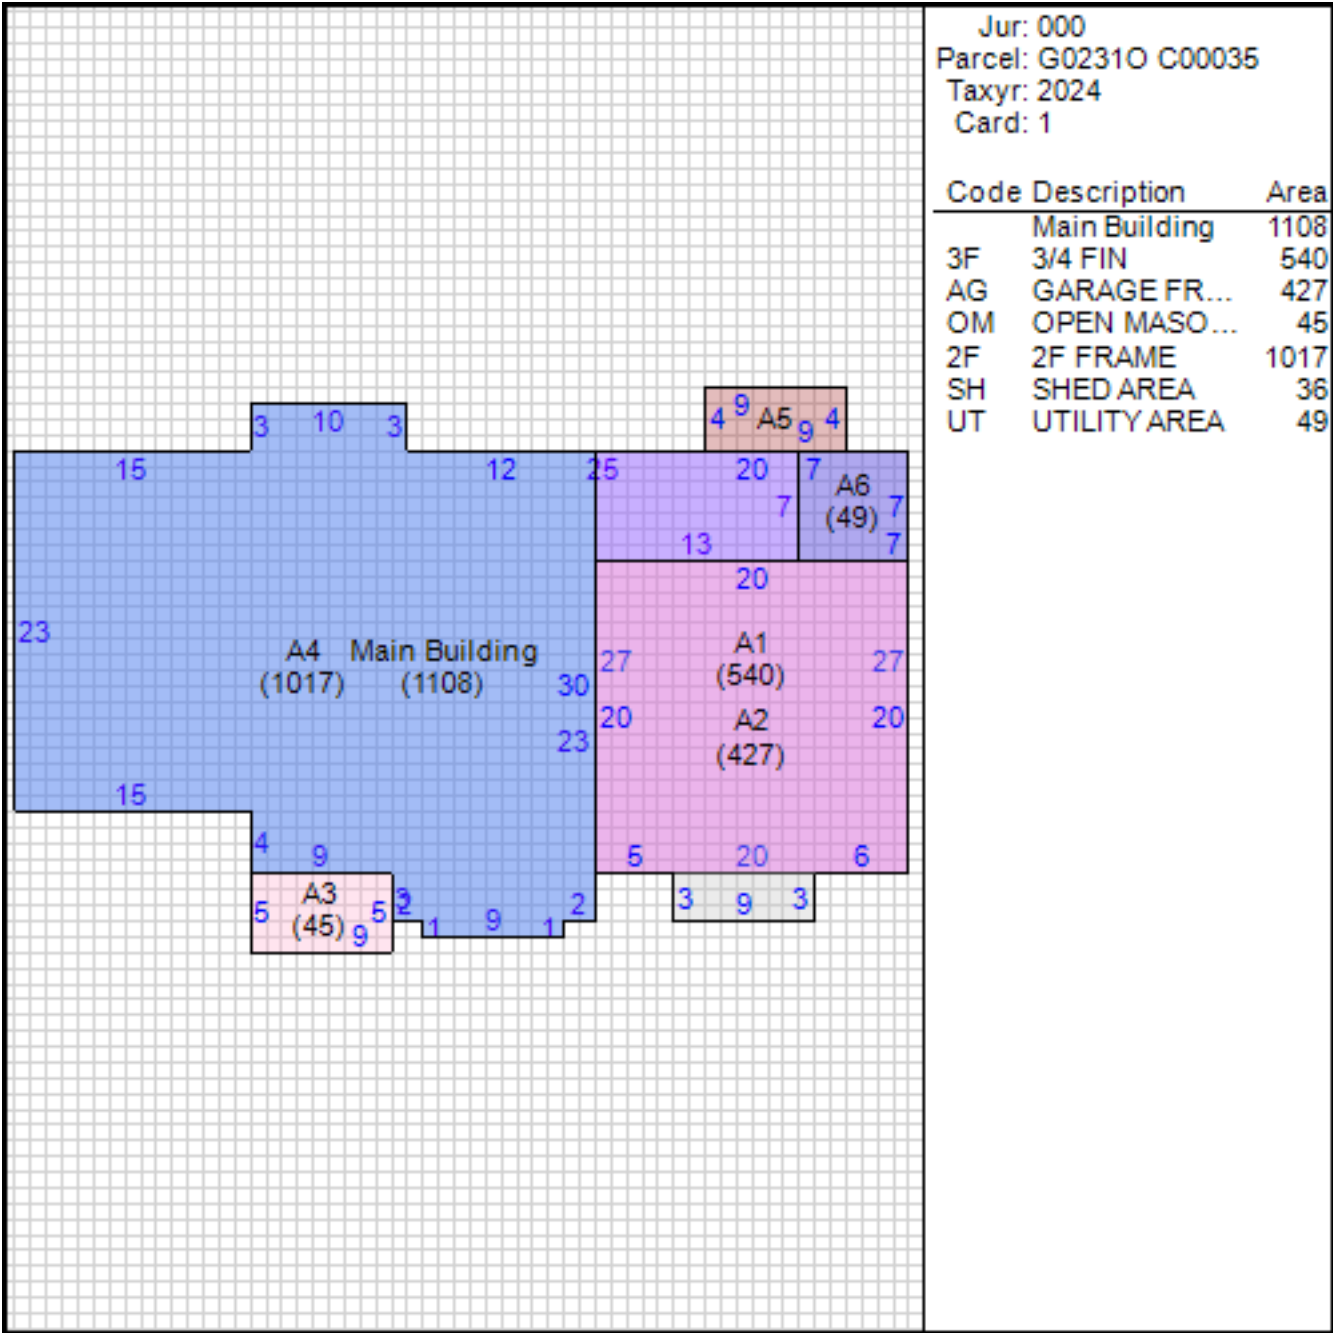 Jur: 000
Parcel: G0231O C00035
Taxyr: 2024
Card: 1
Code Description Area
Main Building 1108
3F 3/4 FIN 540
AG GARAGE FR... 427
OM OPEN MASO... 45
2F 2F FRAME 1017
SH SHED AREA 36
UT UTILITY AREA 49
3 10 3
4 9 A5 9 4
15 12 25 20 7
A6
7 7
(49)
13 7
20
23
A4 Main Building
(1017) (1108)
30
23
27 A1 27
(540)
20 A2 20
(427)
15
4 9 5 20 6
A3
5 (45) 5 9
2 2
1 9 1
3 9 3